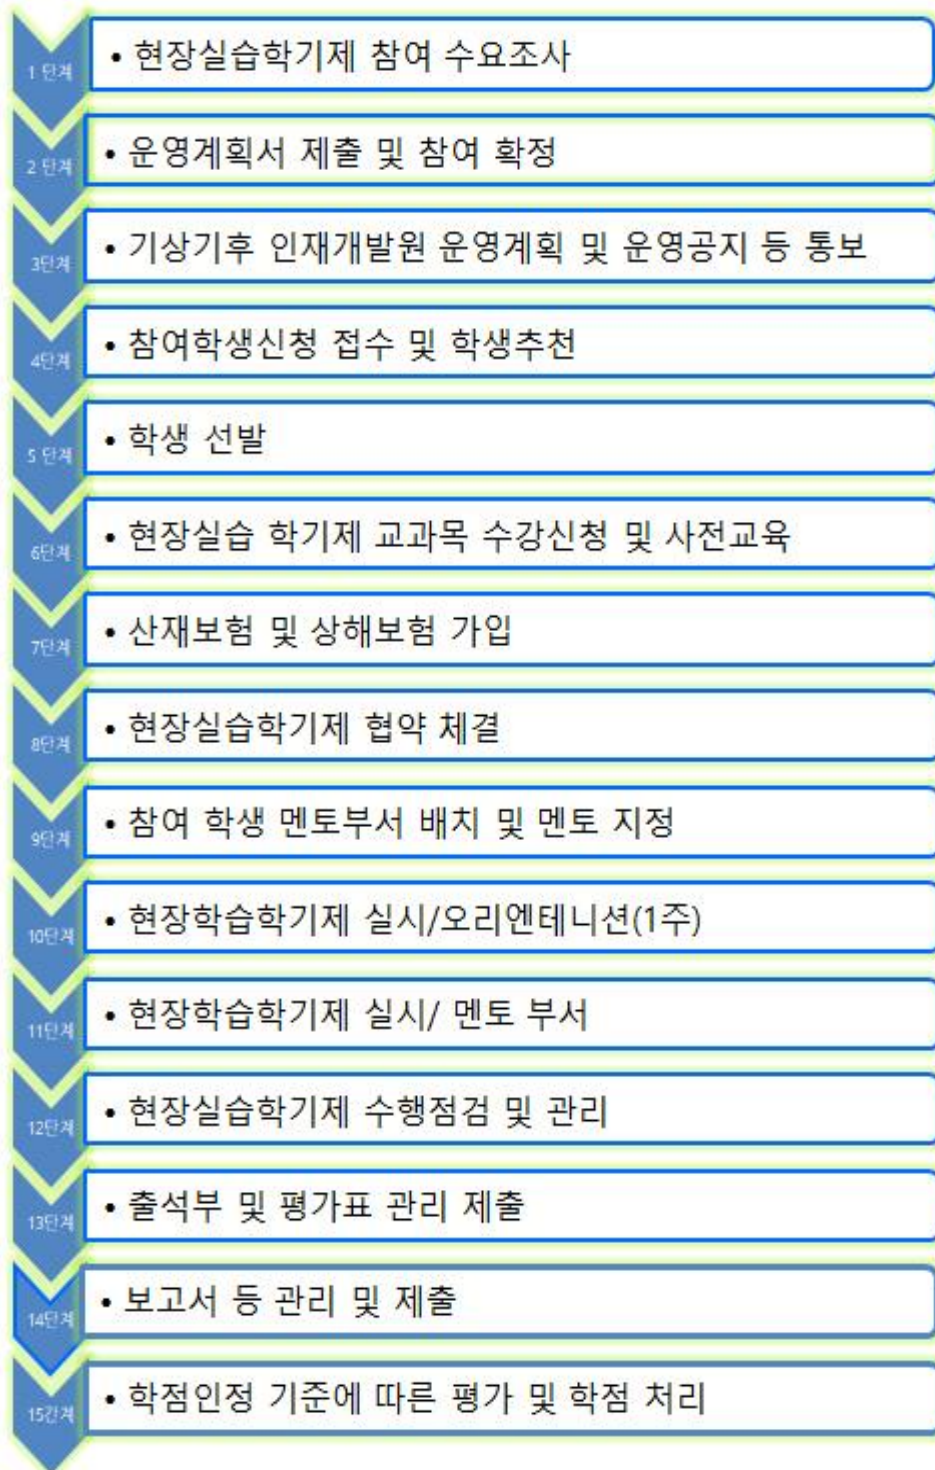 1 단계
• 현장실습학기제 참여 수요조사
2 단계
• 운영계획서 제출 및 참여 확정
3단계
• 기상기후 인재개발원 운영계획 및 운영공지 등 통보
4단계
• 참여학생신청 접수 및 학생추천
5 단계
• 학생 선발
6단계
• 현장실습 학기제 교과목 수강신청 및 사전교육
7단계
• 산재보험 및 상해보험 가입
8단계
• 현장실습학기제 협약 체결
9단계
• 참여 학생 멘토부서 배치 및 멘토 지정
10단계
• 현장학습학기제 실시/오리엔테니션(1주)
11단계
• 현장학습학기제 실시/ 멘토 부서
12단계
• 현장실습학기제 수행점검 및 관리
13단계
• 출석부 및 평가표 관리 제출
14단계
• 보고서 등 관리 및 제출
15간계
• 학점인정 기준에 따른 평가 및 학점 처리